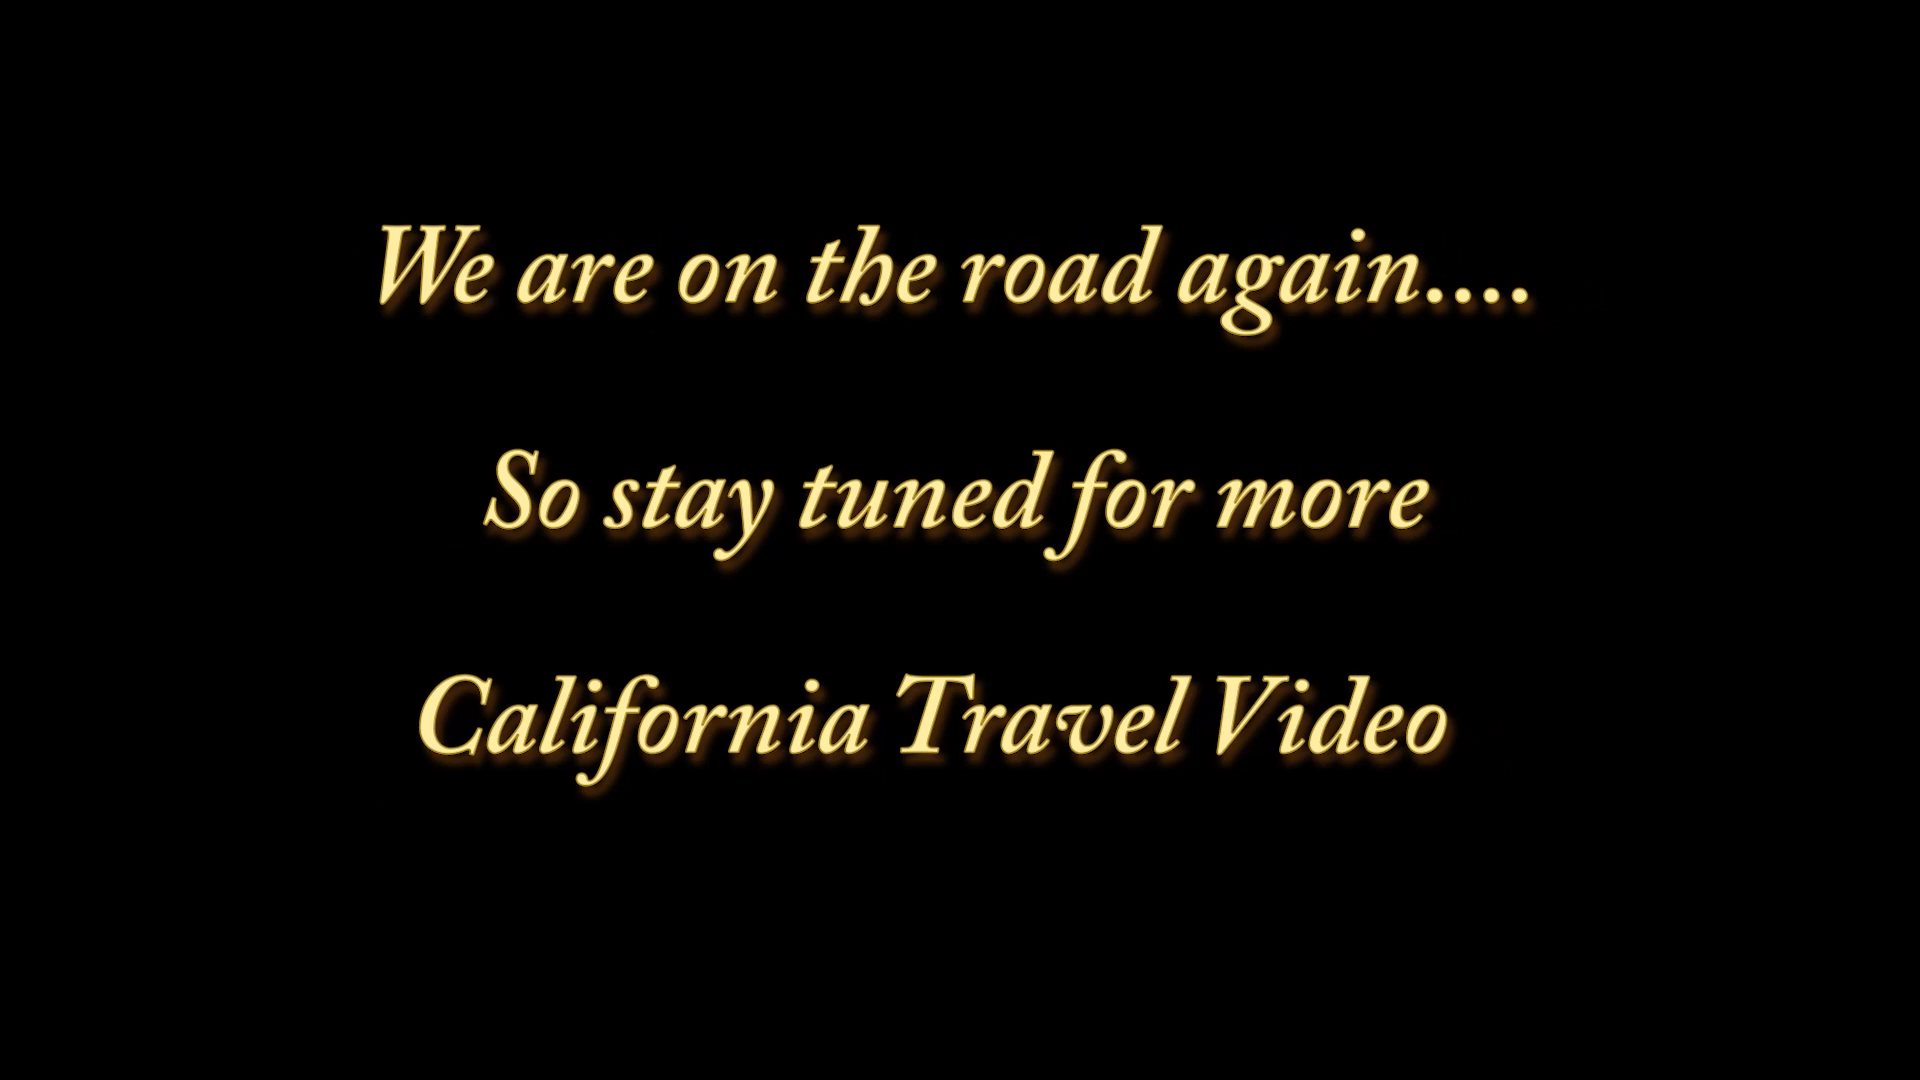 We are on the road again....
So stay tuned for more
California Travel Video